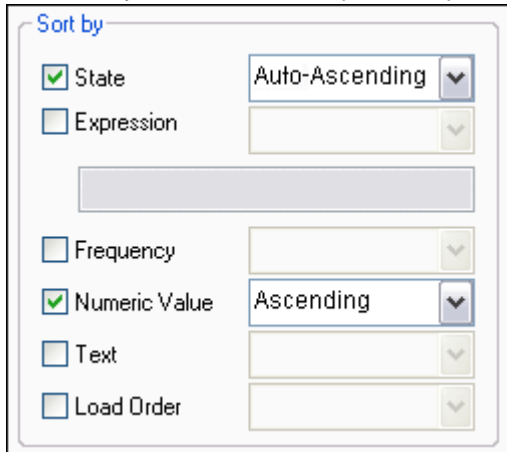 Sort by
State Auto-Ascending
Expression
Frequency
Numeric Value Ascending
Text
Load Order